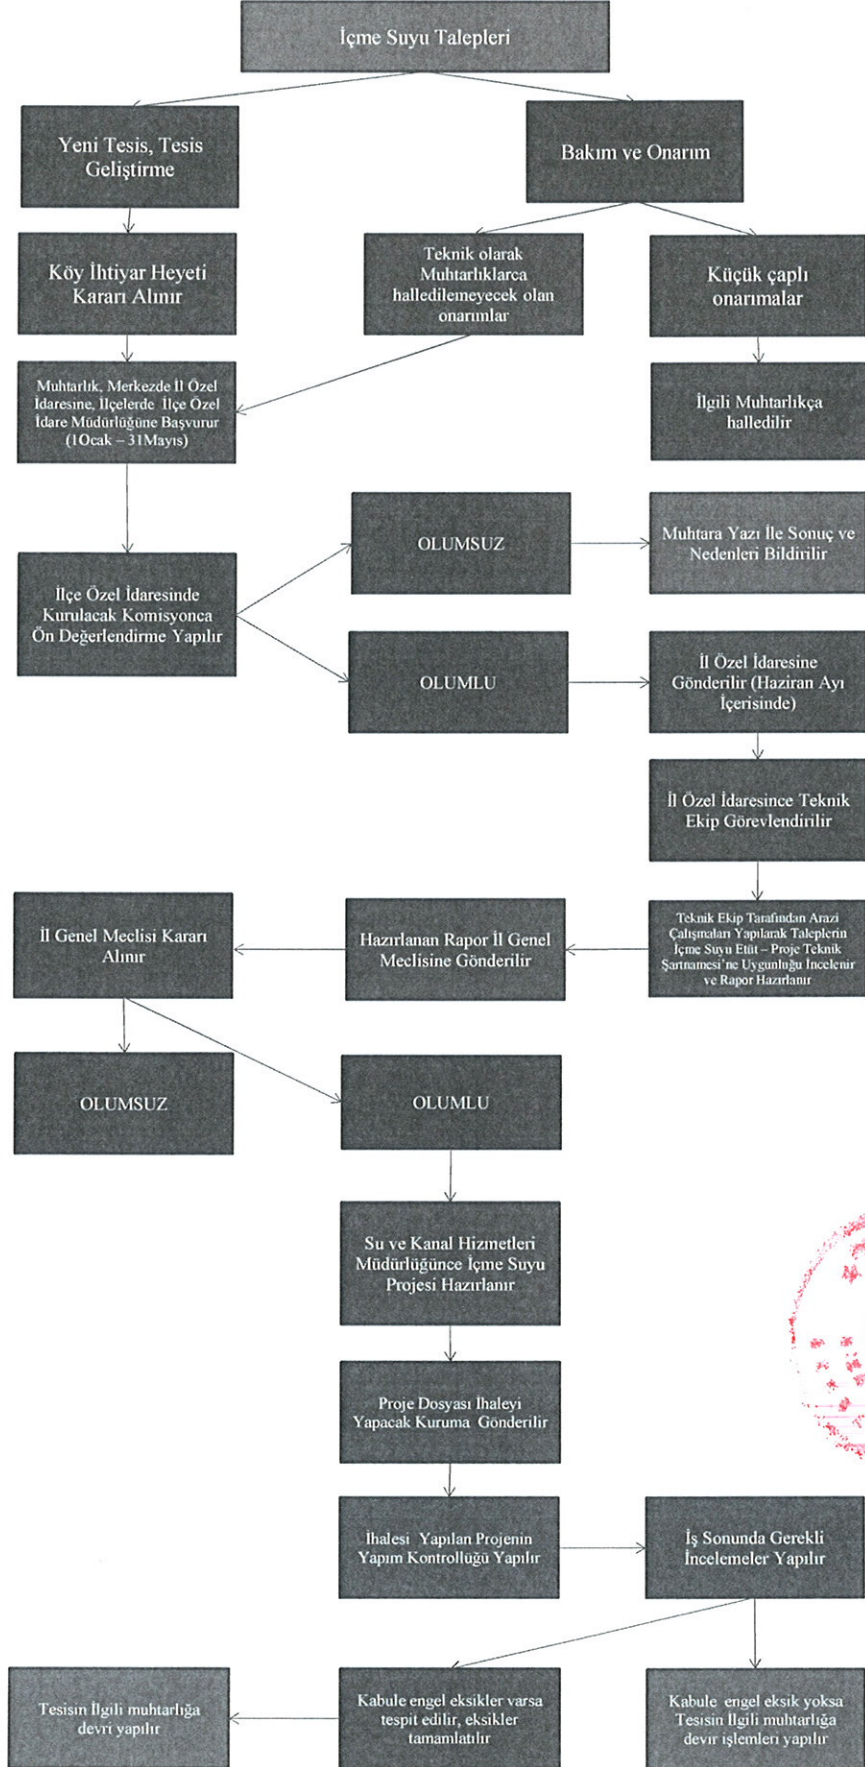 İçme Suyu Talepleri
Yeni Tesis, Tesis
Geliştirme
Bakım ve Onarım
Köy İhtiyar Heyeti
Kararı Alınır
Teknik olarak
Muhtarlıklarca
halledilemeyecek olan
onarımlar
Küçük çaplı
onarımalar
Muhtarlık, Merkezde İl Özel
İdaresine, İlçelerde İlçe Özel
İdare Müdürlüğüne Başvurur
(1Ocak – 31Mayıs)
İlgili Muhtarlıkça
halledilir
OLUMSUZ
Muhtara Yazı İle Sonuç ve
Nedenleri Bildirilir
İlçe Özel İdaresinde
Kurulacak Komisyonca
Ön Değerlendirme Yapılır
OLUMLU
İl Özel İdaresine
Gönderilir (Haziran Ayı
İçerisinde)
İl Özel İdaresince Teknik
Ekip Görevlendirilir
Teknik Ekip Tarafından Arazi
Çalışmaları Yapılarak Taleplerin
İçme Suyu Etüt – Proje Teknik
Şartnamesi’ne Uygunluğu İncelenir
ve Rapor Hazırlanır
Hazırlanan Rapor İl Genel
Meclisine Gönderilir
İl Genel Meclisi Kararı
Alınır
OLUMSUZ
OLUMLU
Su ve Kanal Hizmetleri
Müdürlüğünce İçme Suyu
Projesi Hazırlanır
Proje Dosyası İhaleyi
Yapacak Kuruma Gönderilir
İhalesi Yapılan Projenin
Yapım Kontrollüğü Yapılır
İş Sonunda Gerekli
İncelemeler Yapılır
Tesisin İlgili muhtarlığa
devri yapılır
Kabule engel eksikler varsa
tespit edilir, eksikler
tamamlatılır
Kabule engel eksik yoksa
Tesisin İlgili muhtarlığa
devir işlemleri yapılır